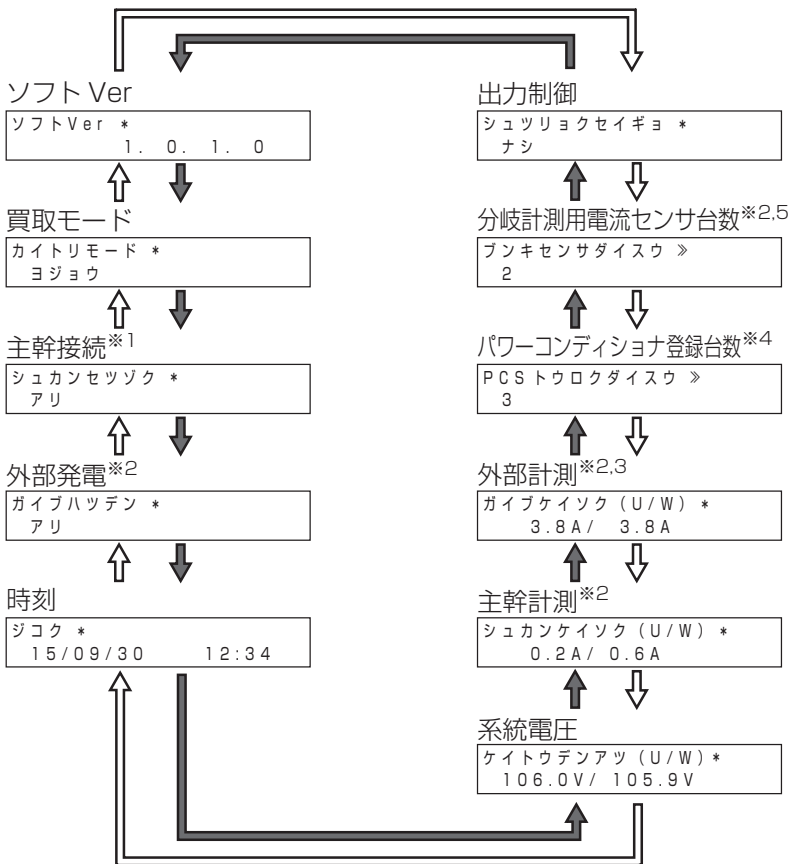 ソフト Ver
ソフトVer *
1. 0. 1. 0
買取モード
カイトリモード *
ヨジョウ
主幹接続※1
シュカンセツゾク *
アリ
外部発電※2
ガイブハツデン *
アリ
時刻
ジコク *
15/09/30 12:34
出力制御
シュツリョクセイギョ *
ナシ
分岐計測用電流センサ台数※2,5
ブンキセンサダイスウ 》
2
パワーコンディショナ登録台数※4
PCSトウロクダイスウ 》
3
外部計測※2,3
ガイブケイソク(U/W) *
3.8A/ 3.8A
主幹計測※2
シュカンケイソク(U/W) *
0.2A/ 0.6A
系統電圧
ケイトウデンアツ(U/W)*
106.0V/ 105.9V